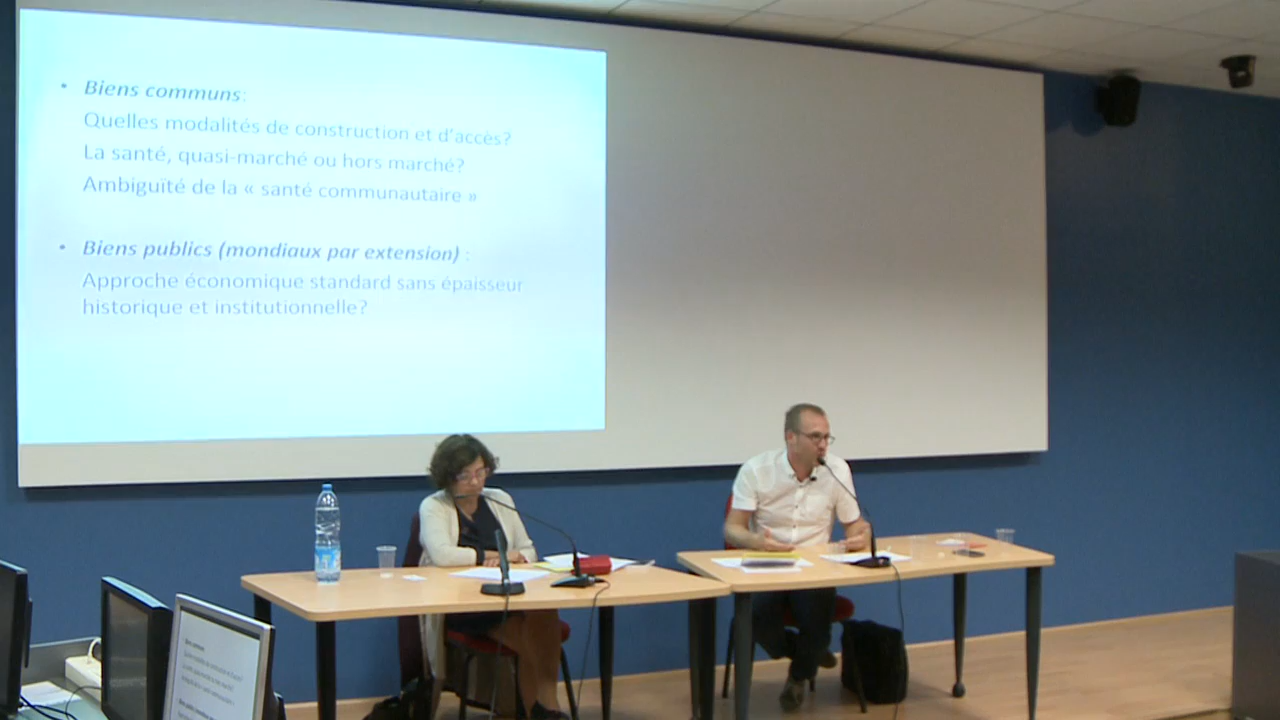 • Biens communs:
Quelles modalités de construction et d'accès?
La santé, quasi-marché ou hors marché?
Ambiguïté de la « santé communautaire »
• Biens publics (mondiaux par extension) :
Approche économique standard sans épaisseur
historique et institutionnelle?